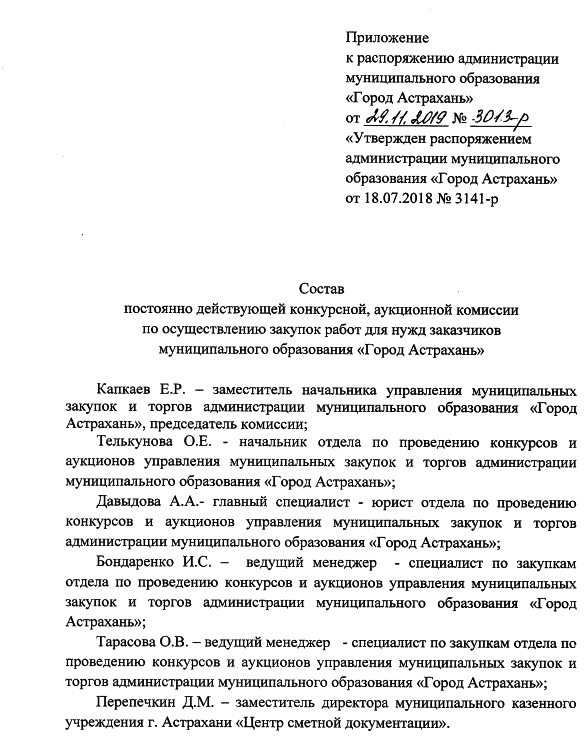 Приложение
к распоряжению администрации
муниципального образования
«Город Астрахань»
от 29.11.2019 № 3013-р
«Утвержден распоряжением
администрации муниципального
образования «Город Астрахань»
от 18.07.2018 № 3141-р
Состав
постоянно действующей конкурсной, аукционной комиссии
по осуществлению закупок работ для нужд заказчиков
муниципального образования «Город Астрахань»
Капкаев Е.Р. – заместитель начальника управления муниципальных
закупок и торгов администрации муниципального образования «Город
Астрахань», председатель комиссии;
Телькунова О.Е. - начальник отдела по проведению конкурсов и
аукционов управления муниципальных закупок и торгов администрации
муниципального образования «Город Астрахань»;
Давыдова А.А.- главный специалист - юрист отдела по проведению
конкурсов и аукционов управления муниципальных закупок и торгов
администрации муниципального образования «Город Астрахань»;
Бондаренко И.С. – ведущий менеджер - специалист по закупкам
отдела по проведению конкурсов и аукционов управления муниципальных
закупок и торгов администрации муниципального образования «Город
Астрахань»;
Тарасова О.В. – ведущий менеджер - специалист по закупкам отдела по
проведению конкурсов и аукционов управления муниципальных закупок и
торгов администрации муниципального образования «Город Астрахань»;
Перепечкин Д.М. – заместитель директора муниципального казенного
учреждения г. Астрахани «Центр сметной документации».